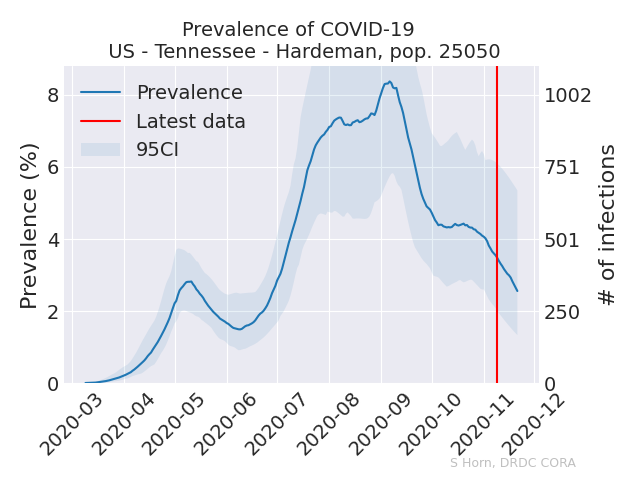 Prevalence of COVID-19
US - Tennessee - Hardeman, pop. 25050
Prevalence
Latest data
95CI
Prevalence (%)
8
6
4
2
0
1002
751
501
250
0
# of infections
2020-03
2020-04
2020-05
2020-06
2020-07
2020-08
2020-09
2020-10
2020-11
2020-12
S Horn, DRDC CORA